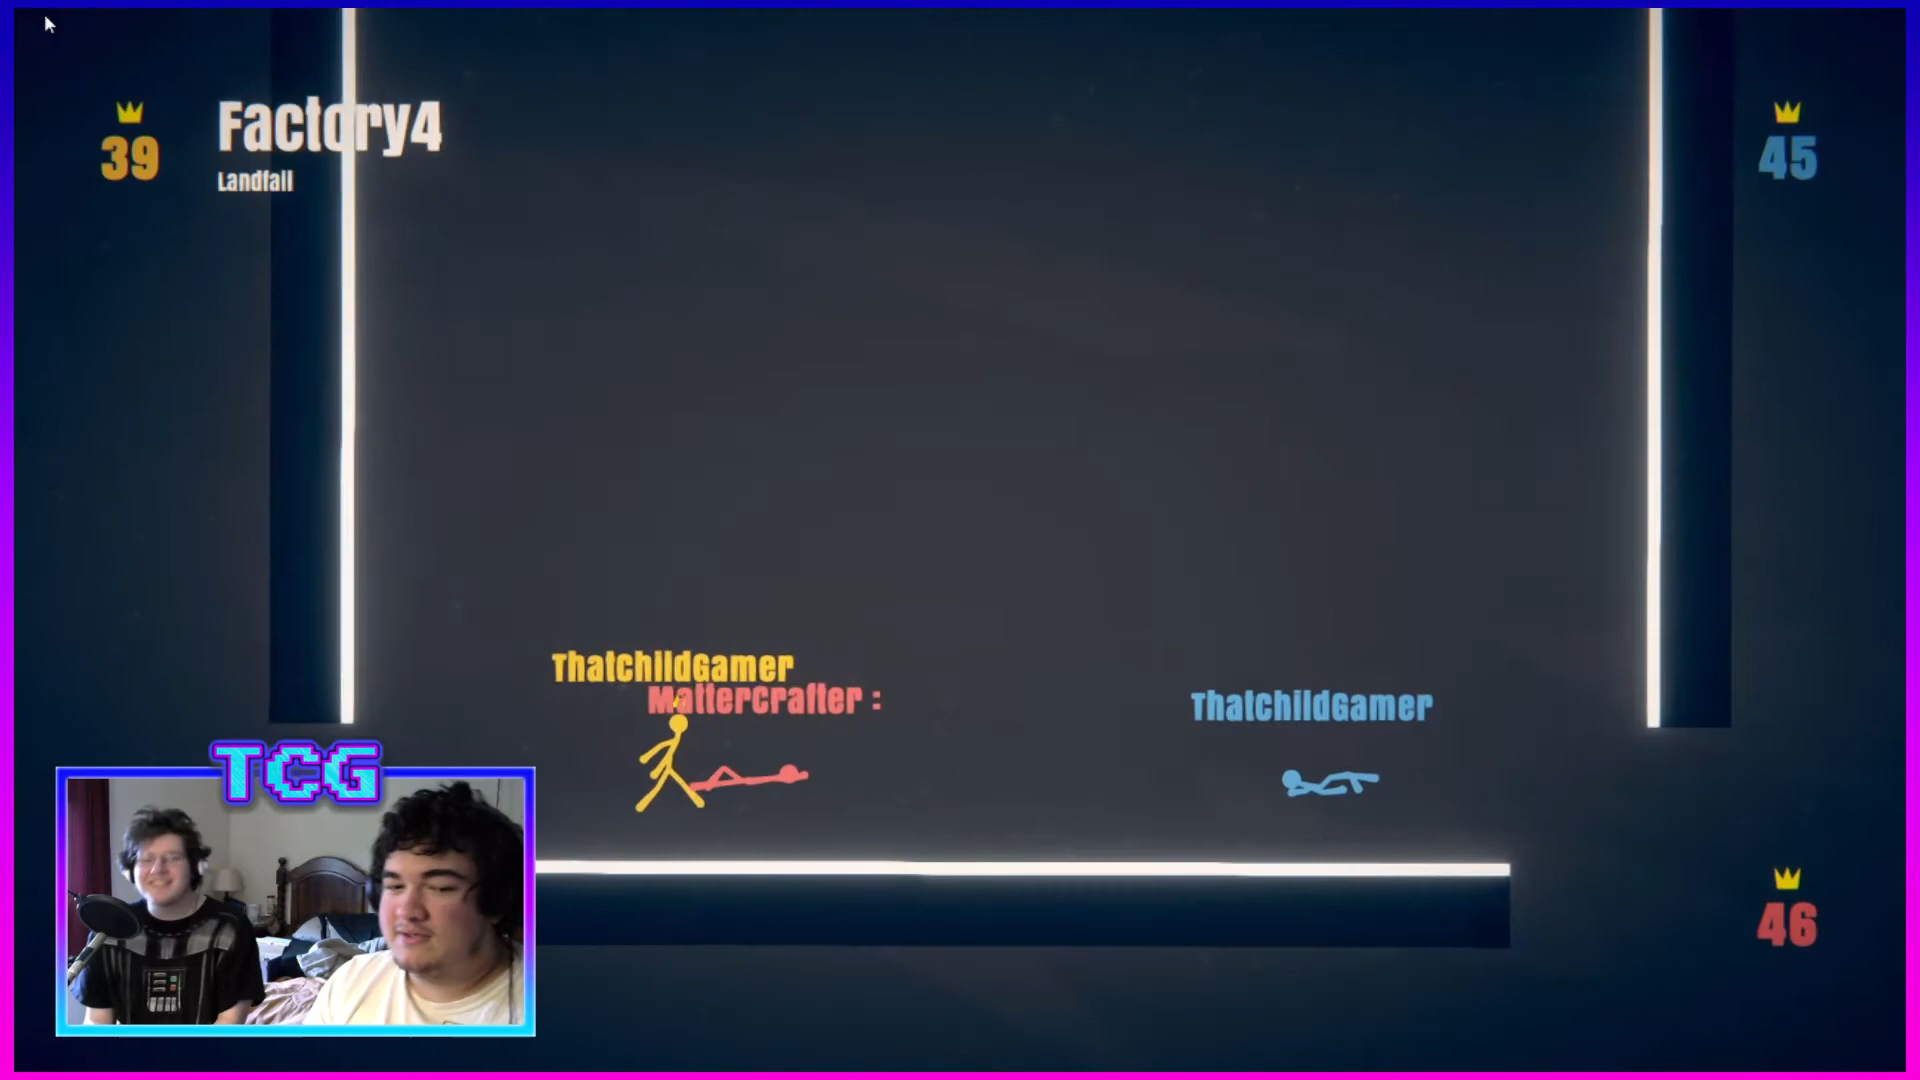 39
Factory4
Landfall
45
ThatChildGamer
MatterCrafter :
ThatChildGamer
TCG
46